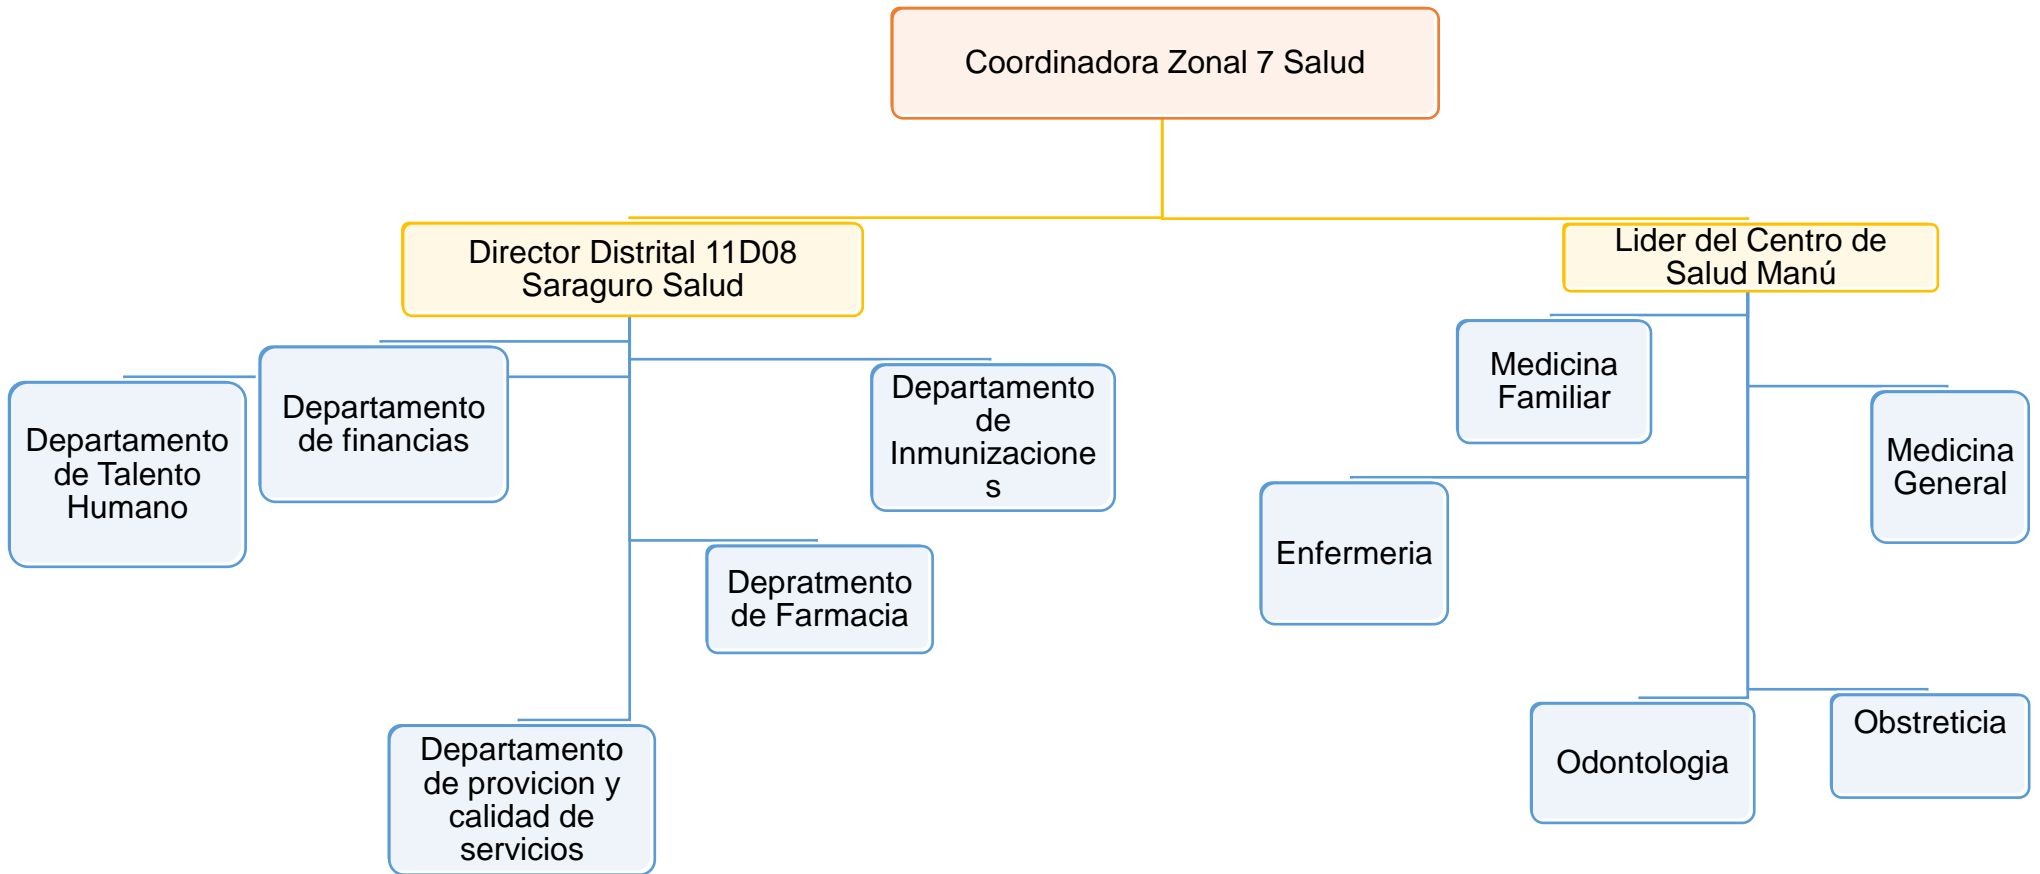 Coordinadora Zonal 7 Salud
Director Distrital 11D08
Saraguro Salud
Lider del Centro de
Salud Manú
Departamento
de Talento
Humano
Departamento
de financias
Departamento
de
Inmunizacione
s
Depratmento
de Farmacia
Departamento
de provicion y
calidad de
servicios
Medicina
Familiar
Medicina
General
Enfermeria
Odontologia
Obstreticia